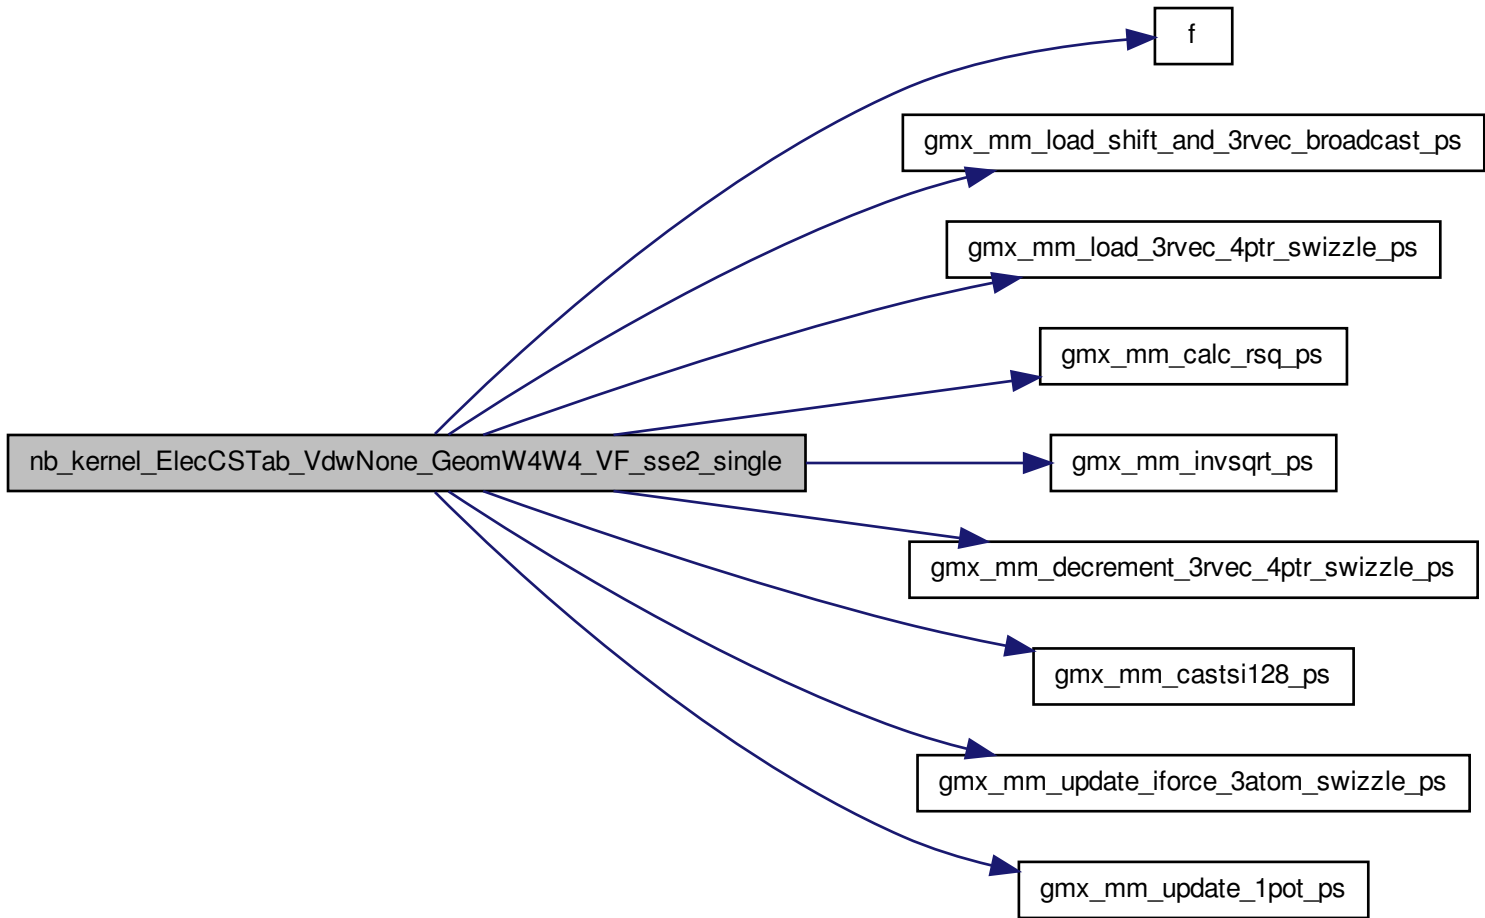 f
gmx_mm_load_shift_and_3rvec_broadcast_ps
gmx_mm_load_3rvec_4ptr_swizzle_ps
gmx_mm_calc_rsq_ps
nb_kernel_ElecCSTab_VdwNone_GeomW4W4_VF_sse2_single
gmx_mm_invsqrt_ps
gmx_mm_decrement_3rvec_4ptr_swizzle_ps
gmx_mm_castsi128_ps
gmx_mm_update_iforce_3atom_swizzle_ps
gmx_mm_update_1pot_ps